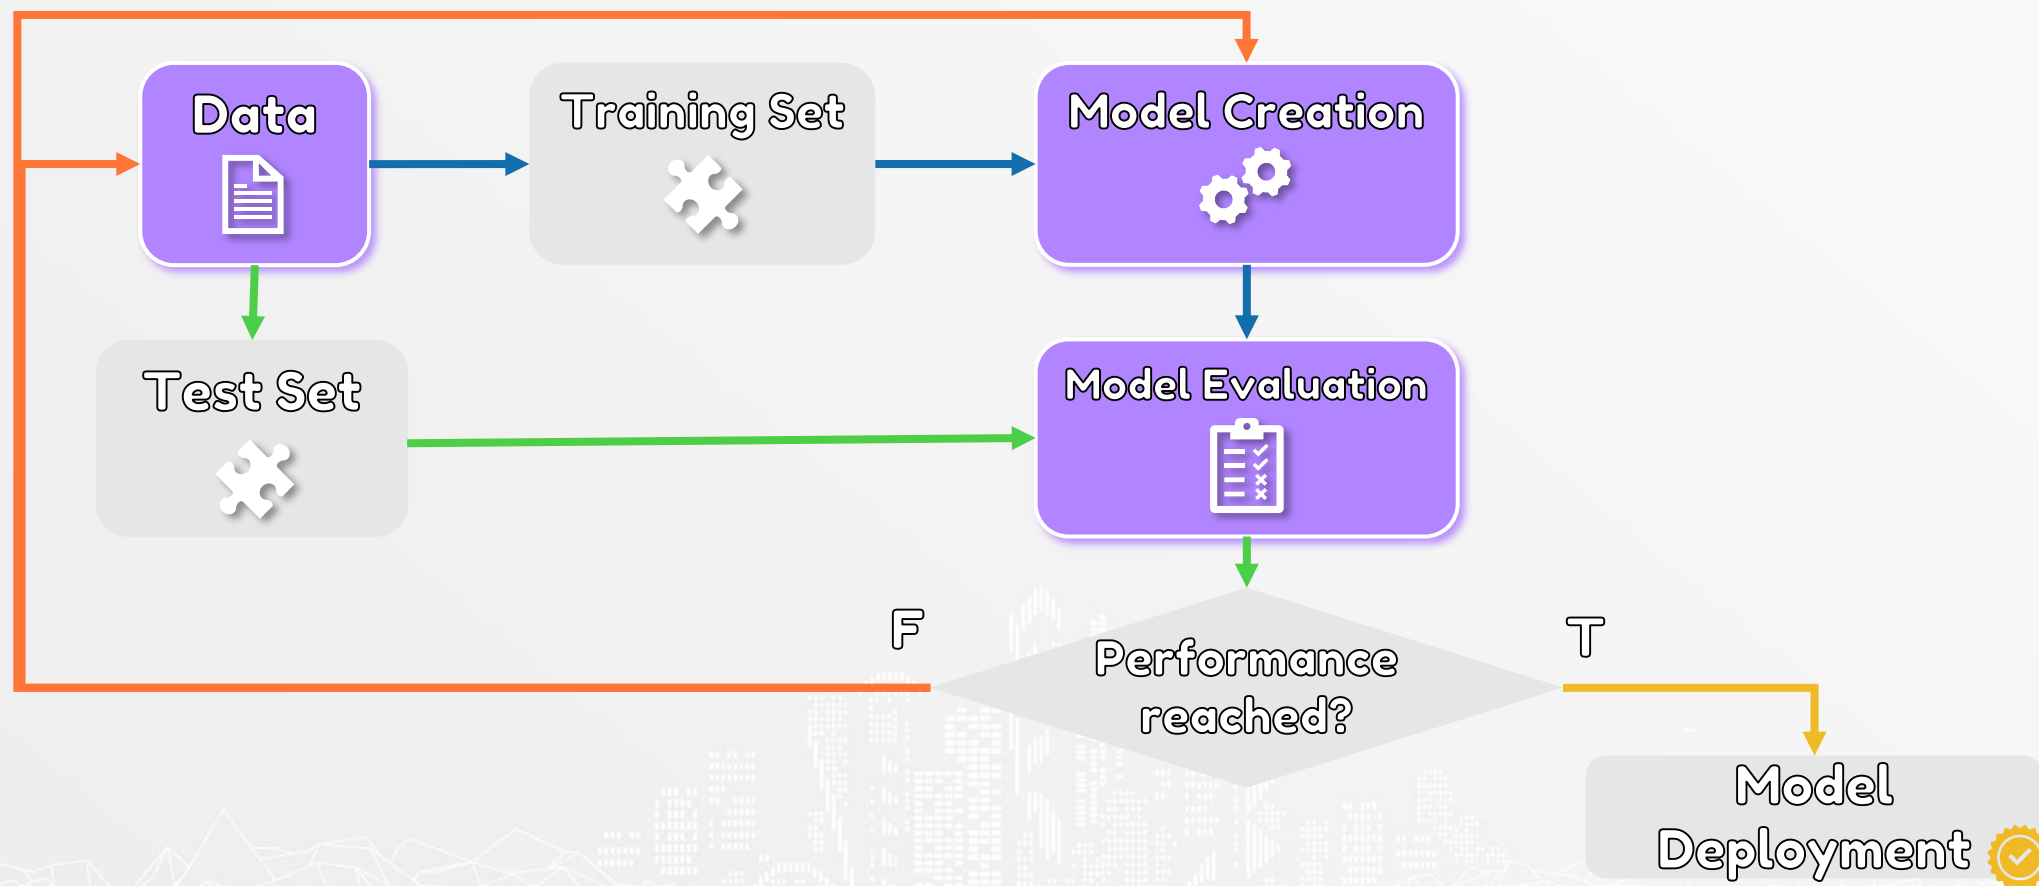 Data
Training Set
Model Creation
Test Set
Model Evaluation
F
T
Performance
reached?
Model
Deployment